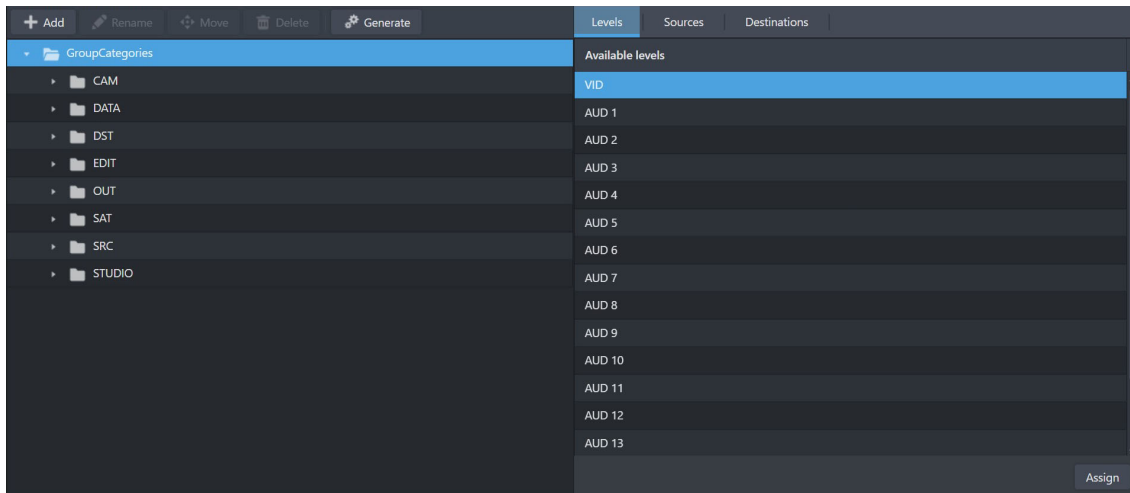 Add Rename Move Delete Generate
GroupCategories
CAM
DATA
DST
EDIT
OUT
SAT
SRC
STUDIO
Levels Sources Destinations
Available levels
VID
AUD 1
AUD 2
AUD 3
AUD 4
AUD 5
AUD 6
AUD 7
AUD 8
AUD 9
AUD 10
AUD 11
AUD 12
AUD 13
Assign